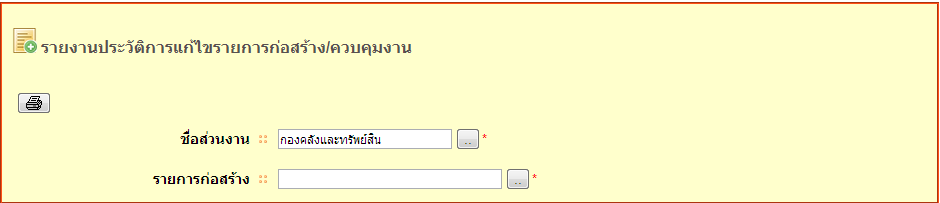 รายงานประวัติการแก้ไขรายการก่อสร้าง/ควบคุมงาน
ชื่อส่วนงาน :: กองคลังและทรัพย์สิน .. *
รายการก่อสร้าง :: .. *